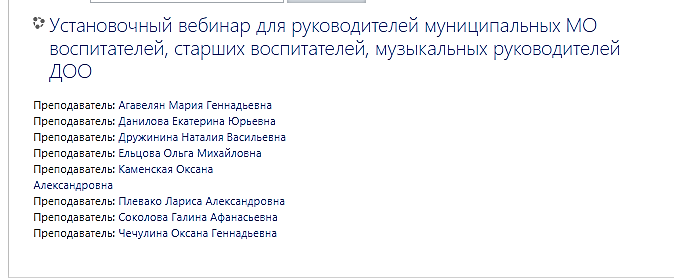 Установочный вебинар для руководителей муниципальных МО
воспитателей, старших воспитателей, музыкальных руководителей
ДОО
Преподаватель: Агавелян Мария Геннадьевна
Преподаватель: Данилова Екатерина Юрьевна
Преподаватель: Дружинина Наталия Васильевна
Преподаватель: Ельцова Ольга Михайловна
Преподаватель: Каменская Оксана
Александровна
Преподаватель: Плевако Лариса Александровна
Преподаватель: Соколова Галина Афанасьевна
Преподаватель: Чечулина Оксана Геннадьевна